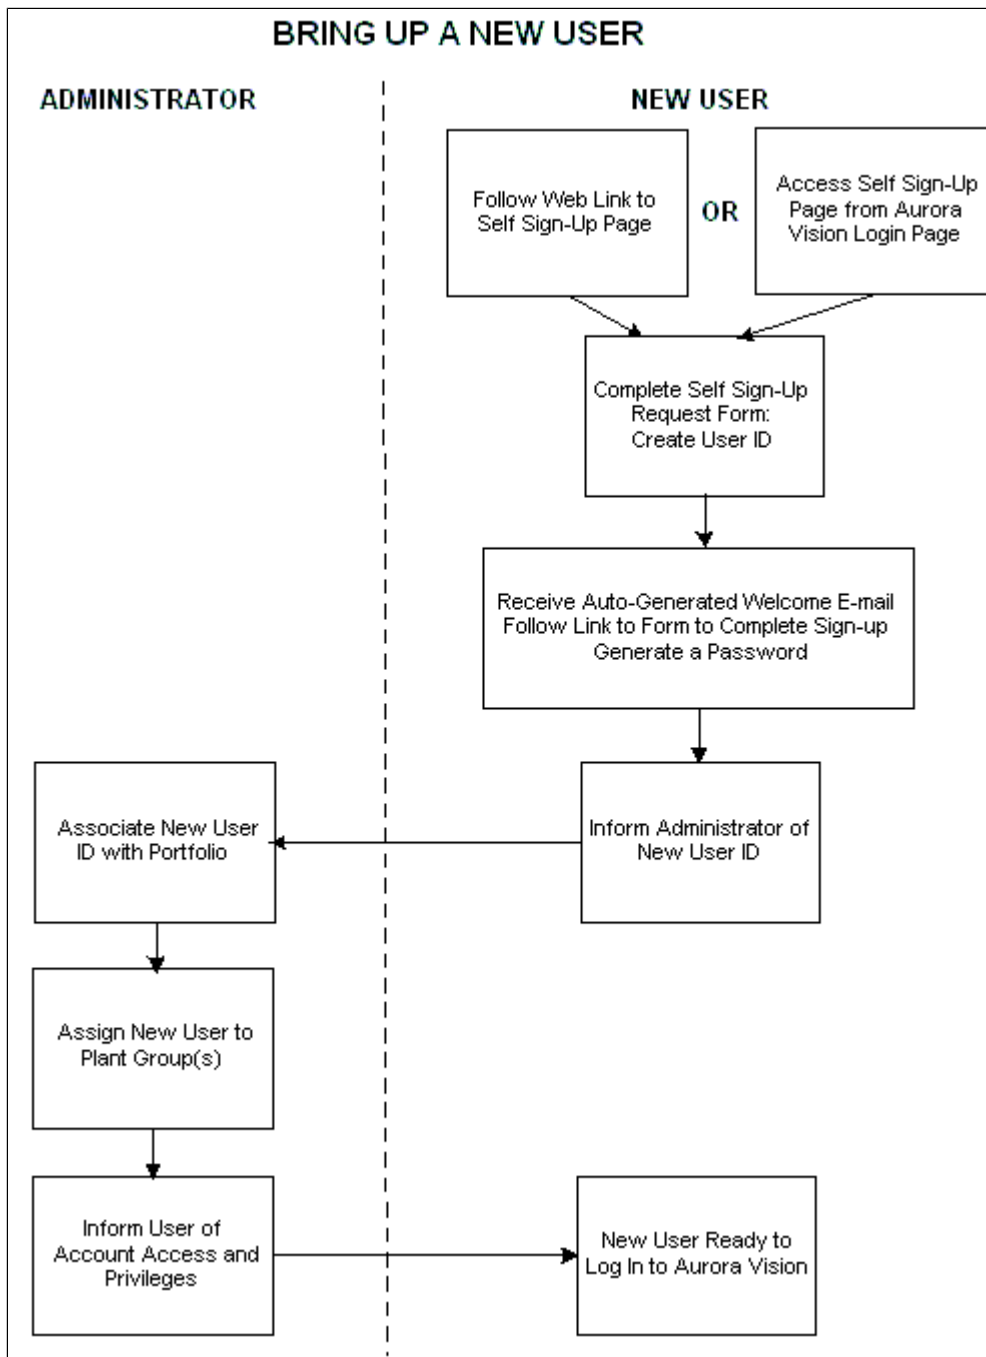 BRING UP A NEW USER
ADMINISTRATOR
NEW USER
Follow Web Link to
Self Sign-Up Page
OR
Access Self Sign-Up
Page from Aurora
Vision Login Page
Complete Self Sign-Up
Request Form:
Create User ID
Receive Auto-Generated Welcome E-mail
Follow Link to Form to Complete Sign-up
Generate a Password
Inform Administrator of
New User ID
Associate New User
ID with Portfolio
Assign New User to
Plant Group(s)
Inform User of
Account Access and
Privileges
New User Ready to
Log In to Aurora Vision